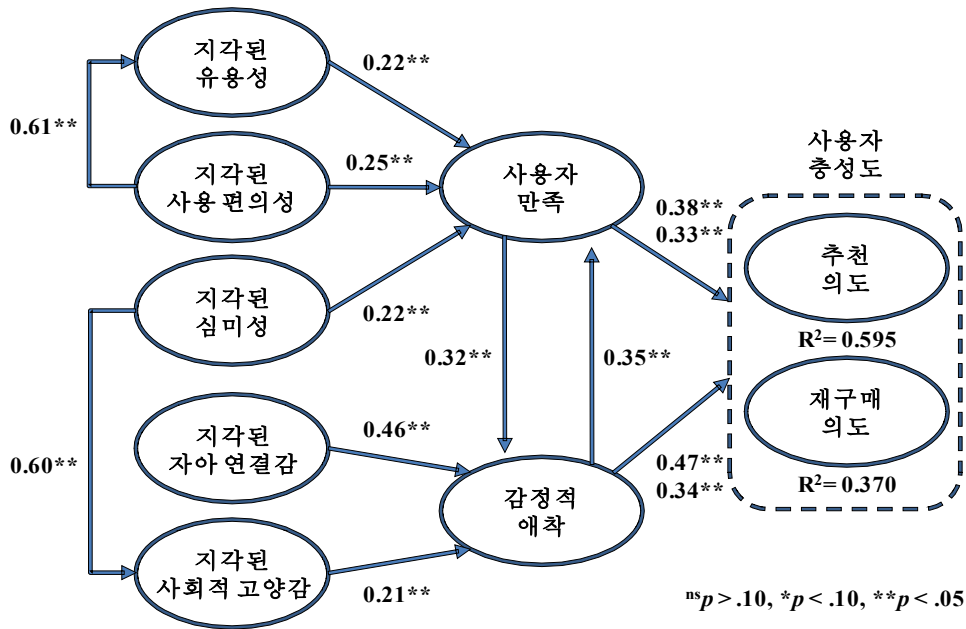 지각된
유용성
0.22**
0.61**
지각된
사용 편의성
0.25**
사용자
만족
사용자
충성도
0.38**
0.33**
추천
의도
R²= 0.595
지각된
심미성
0.22**
0.32**
0.35**
재구매
의도
R²= 0.370
지각된
자아 연결감
0.46**
0.60**
감정적
애착
0.47**
0.34**
지각된
사회적 고양감
0.21**
ⁿˢp > .10, *p < .10, **p < .05